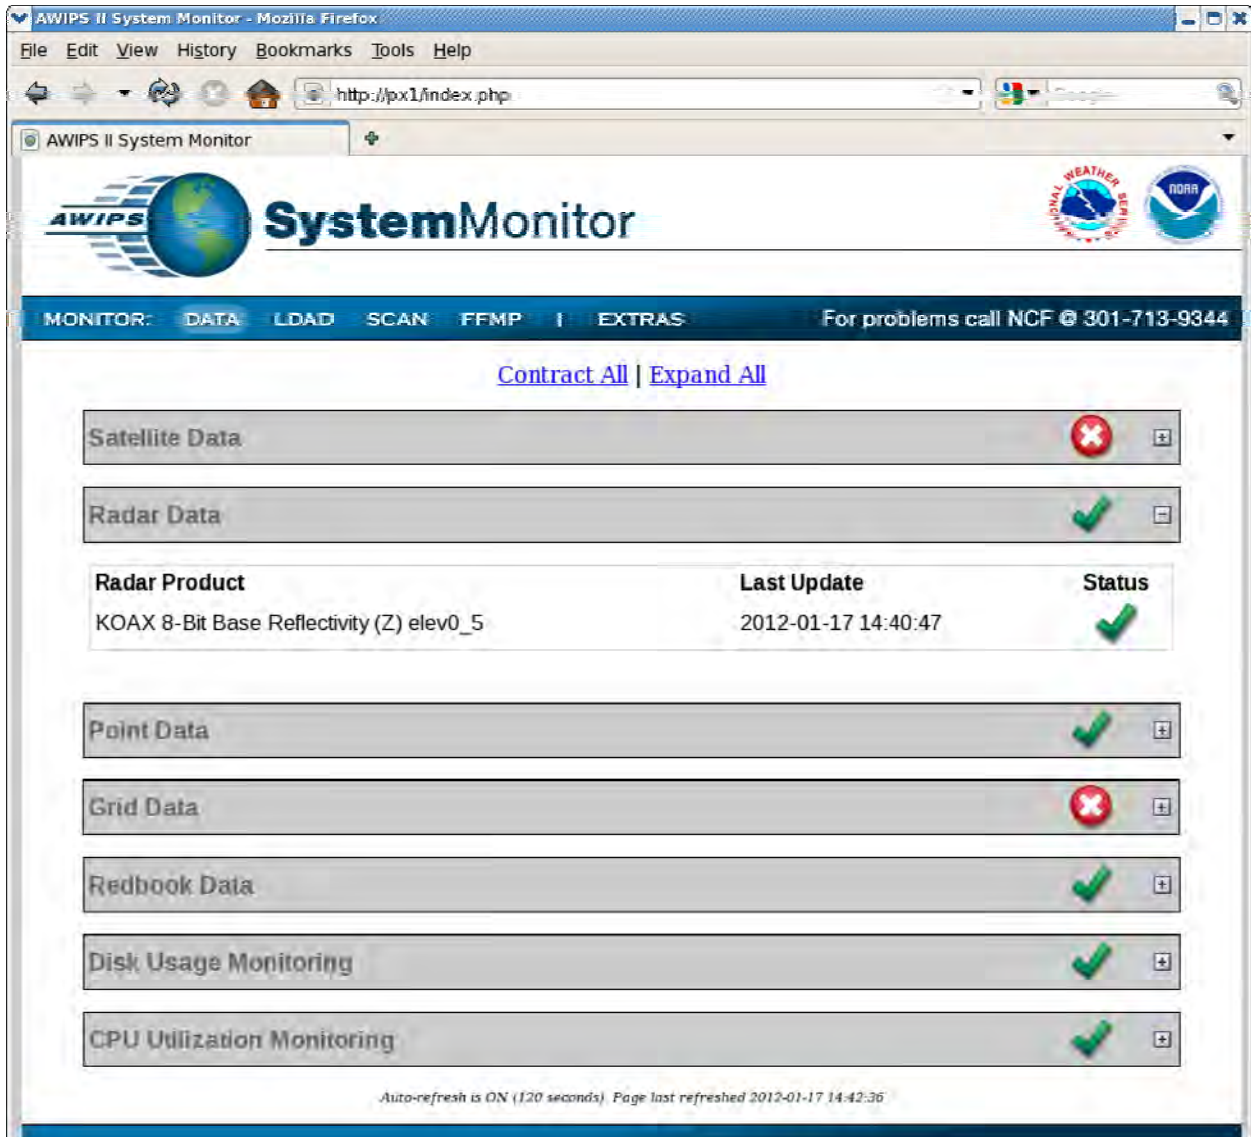 AWIPS II System Monitor - Mozilla Firefox
File Edit View History Bookmarks Tools Help
http://px1/index.php
AWIPS II System Monitor
AWIPS SystemMonitor
NATIONAL WEATHER SERVICE
NOAA
MONITOR: DATA LDAD SCAN FFMP | EXTRAS For problems call NCF @ 301-713-9344
Contract All | Expand All
Satellite Data
Radar Data
Radar Product Last Update Status
KOAX 8-Bit Base Reflectivity (Z) elev0_5 2012-01-17 14:40:47
Point Data
Grid Data
Redbook Data
Disk Usage Monitoring
CPU Utilization Monitoring
Auto-refresh is ON (120 seconds). Page last refreshed 2012-01-17 14:42:36